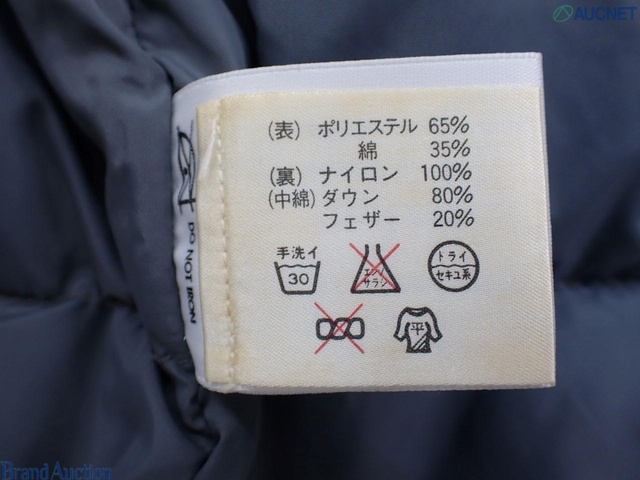 AUCNET
(表) ポリエステル 65%
綿 35%
(裏) ナイロン 100%
(中綿) ダウン 80%
フェザー 20%
手洗イ
30
エンソ
サラシ
ドライ
セキユ系
平
DO NOT IRON
Brand Auction